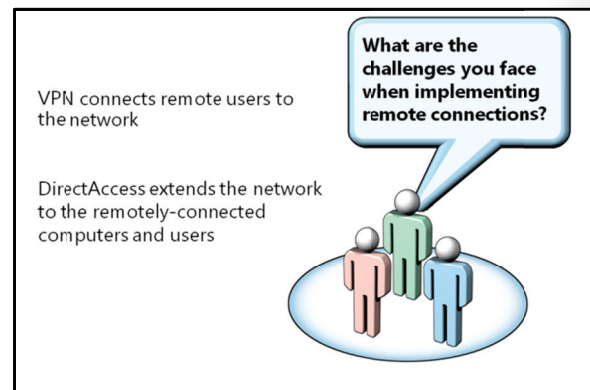 VPN connects remote users to
the network
DirectAccess extends the network
to the remotely-connected
computers and users
What are the
challenges you face
when implementing
remote connections?